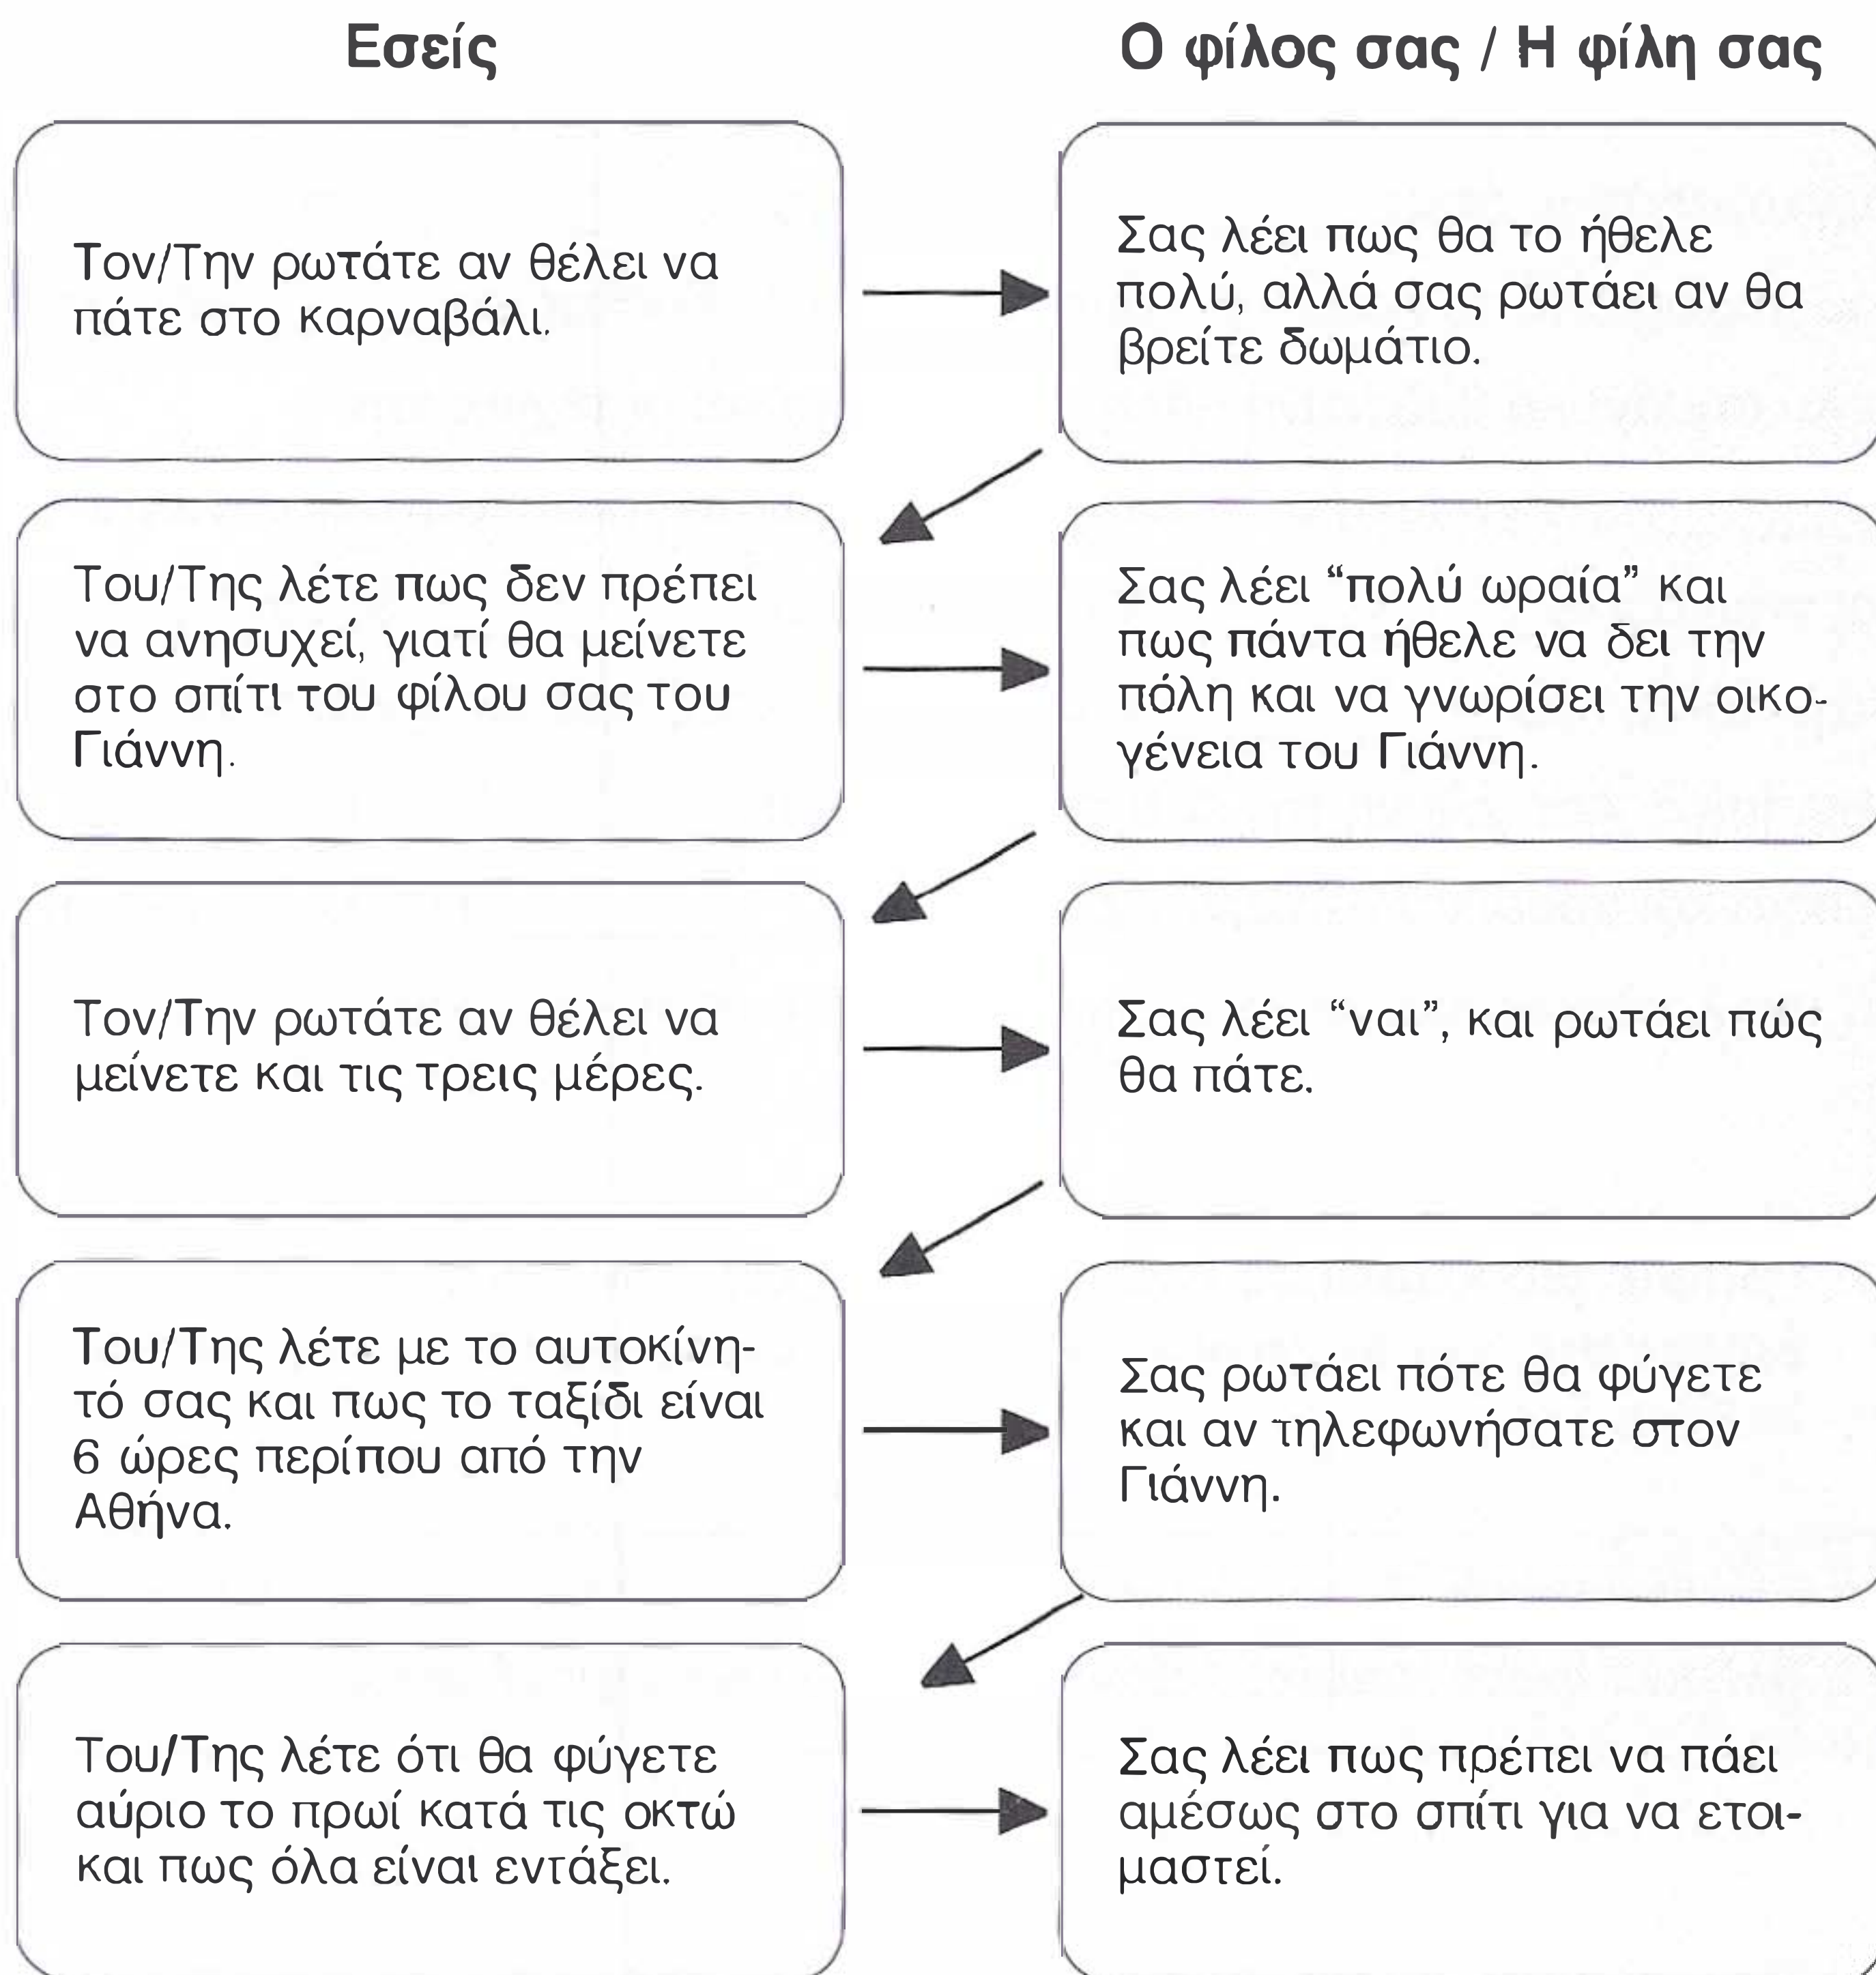 Εσείς
Ο φίλος σας / Η φίλη σας
Τον/Την ρωτάτε αν θέλει να
πάτε στο καρναβάλι.
Σας λέει πως θα το ήθελε
πολύ, αλλά σας ρωτάει αν θα
βρείτε δωμάτιο.
Του/Της λέτε πως δεν πρέπει
να ανησυχεί, γιατί θα μείνετε
στο σπίτι του φίλου σας του
Γιάννη.
Σας λέει “πολύ ωραία” και
πως πάντα ήθελε να δει την
πόλη και να γνωρίσει την οικο-
γένεια του Γιάννη.
Τον/Την ρωτάτε αν θέλει να
μείνετε και τις τρεις μέρες.
Σας λέει “ναι”, και ρωτάει πώς
θα πάτε.
Του/Της λέτε με το αυτοκίνη-
τό σας και πως το ταξίδι είναι
6 ώρες περίπου από την
Αθήνα.
Σας ρωτάει πότε θα φύγετε
και αν τηλεφωνήσατε στον
Γιάννη.
Του/Της λέτε ότι θα φύγετε
αύριο το πρωί κατά τις οκτώ
και πως όλα είναι εντάξει.
Σας λέει πως πρέπει να πάει
αμέσως στο σπίτι για να ετοι-
μαστεί.